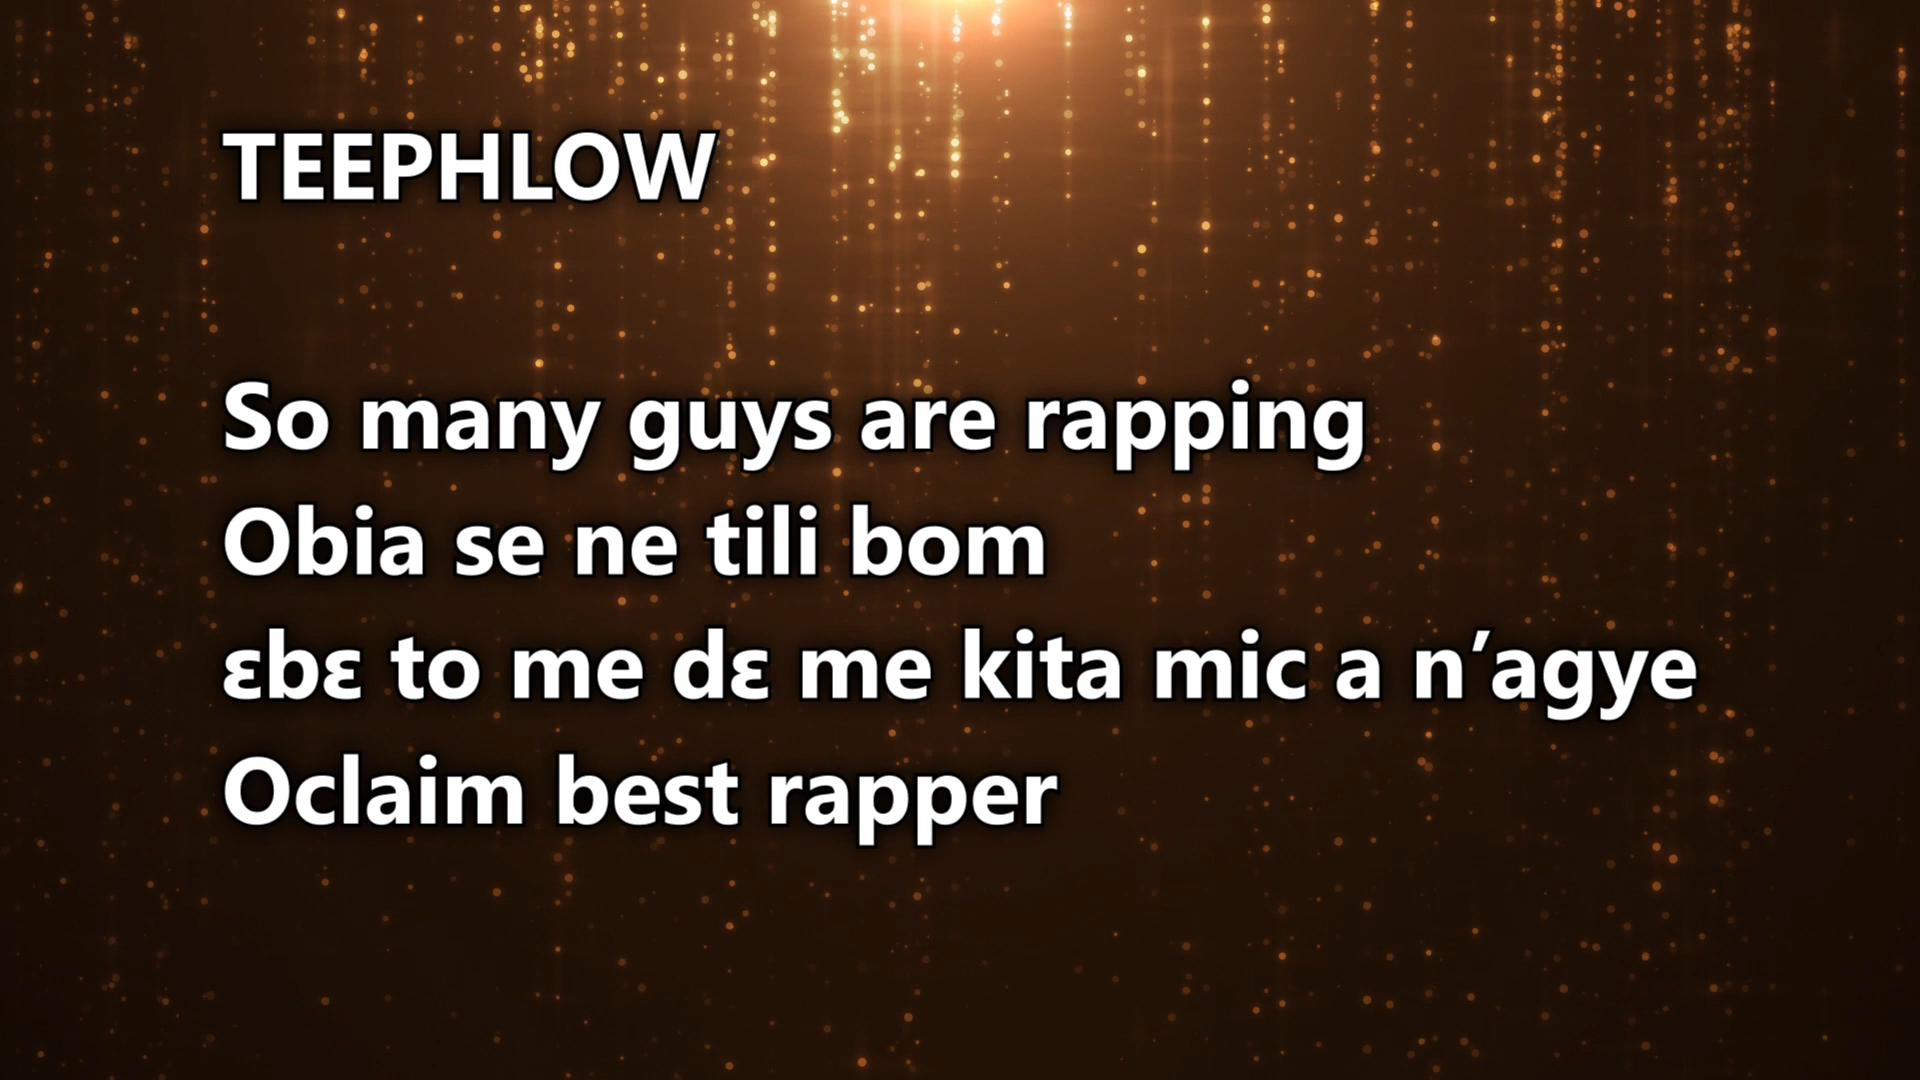 TEEPHLOW
So many guys are rapping
Obia se ne tili bom
ɛbɛ to me dɛ me kita mic a n’agye
Oclaim best rapper